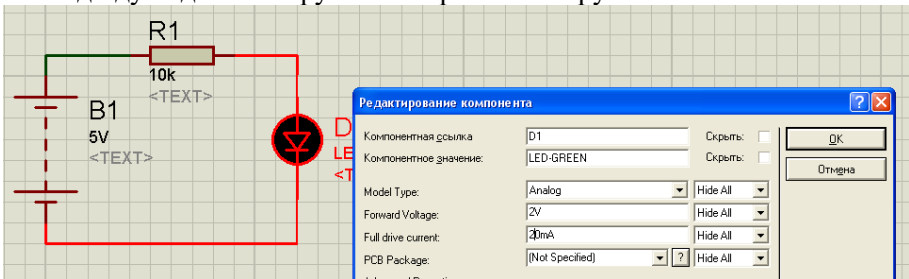 R1
10k
<TEXT>
B1
5V
<TEXT>
D
LE
<T
Редактирование компонента
Компонентная ссылка
D1
Скрыть:
OK
Компонентное значение:
LED-GREEN
Скрыть:
Отмена
Model Type:
Analog
Hide All
Forward Voltage:
2V
Hide All
Full drive current:
20mA
Hide All
PCB Package:
(Not Specified)
?
Hide All